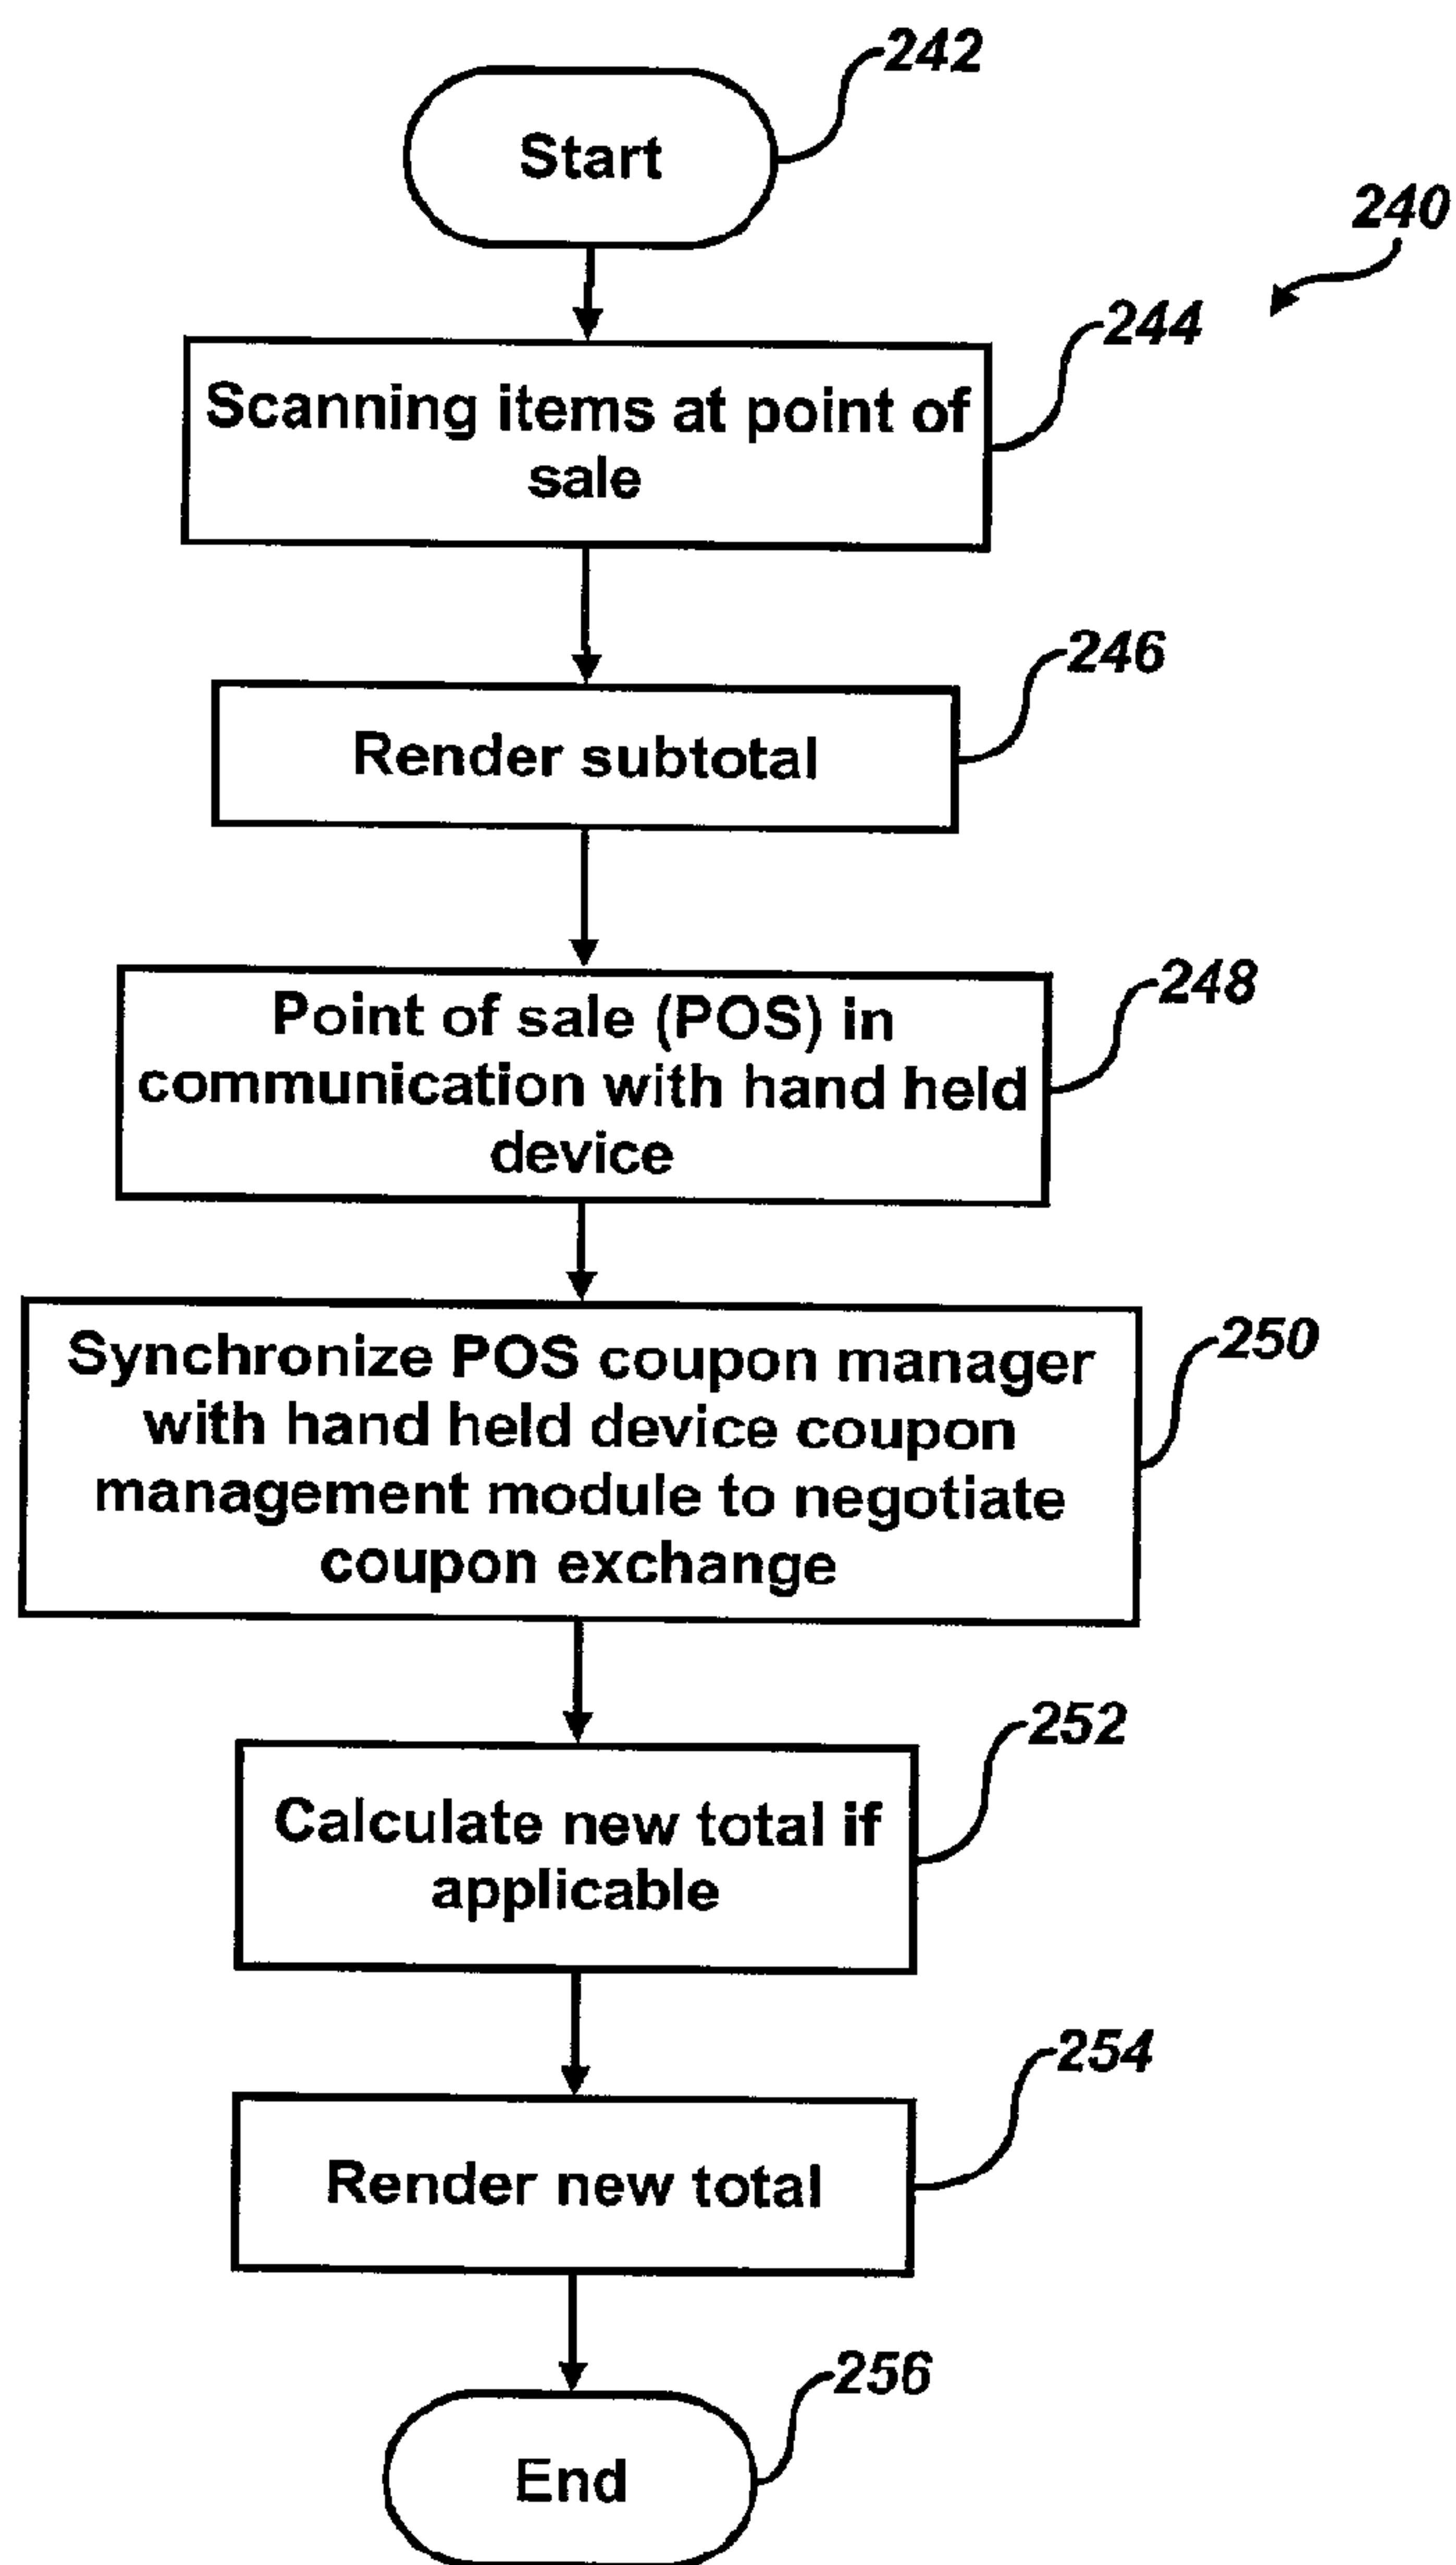 242
Start
240
244
Scanning items at point of
sale
246
Render subtotal
248
Point of sale (POS) in
communication with hand held
device
250
Synchronize POS coupon manager
with hand held device coupon
management module to negotiate
coupon exchange
252
Calculate new total if
applicable
254
Render new total
256
End